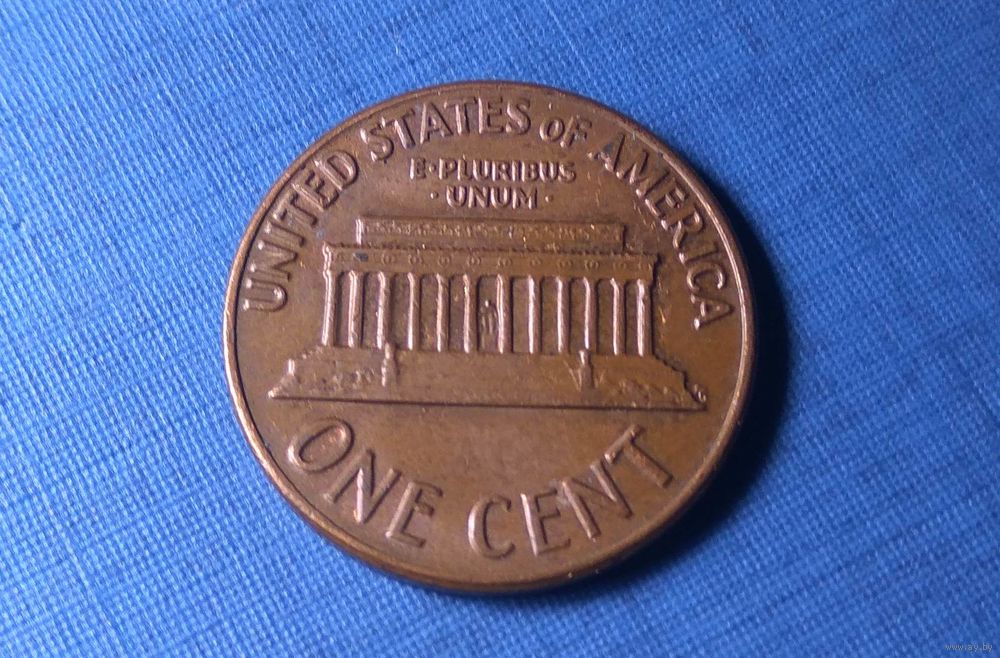 UNITED STATES OF AMERICA
E·PLURIBUS
·UNUM·
ONE CENT
www.ay.by